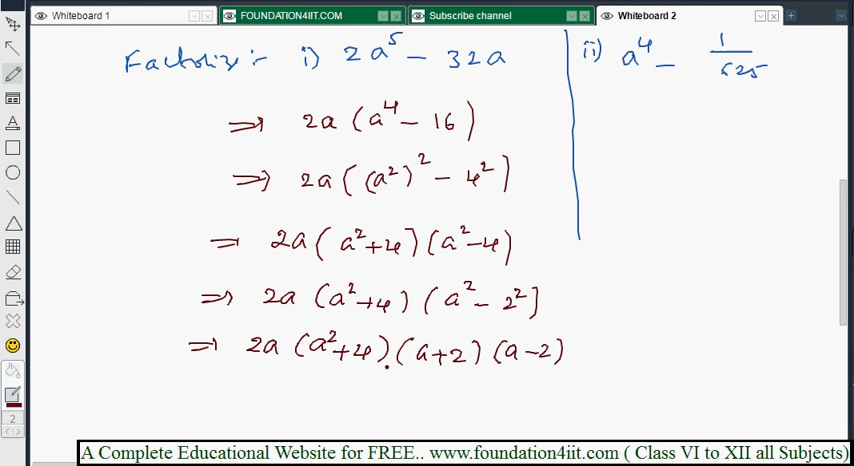 Whiteboard 1
FOUNDATION4IIT.COM
Subscribe channel
Whiteboard 2
Factorize :- i) 2a⁵ - 32a
ii) a⁴ - 1/625
⇒ 2a (a⁴ - 16)
⇒ 2a ((a²)² - 4²)
⇒ 2a (a²+4) (a²-4)
⇒ 2a (a²+4) (a² - 2²)
⇒ 2a (a²+4).(a+2) (a-2)
2
A Complete Educational Website for FREE.. www.foundation4iit.com ( Class VI to XII all Subjects)